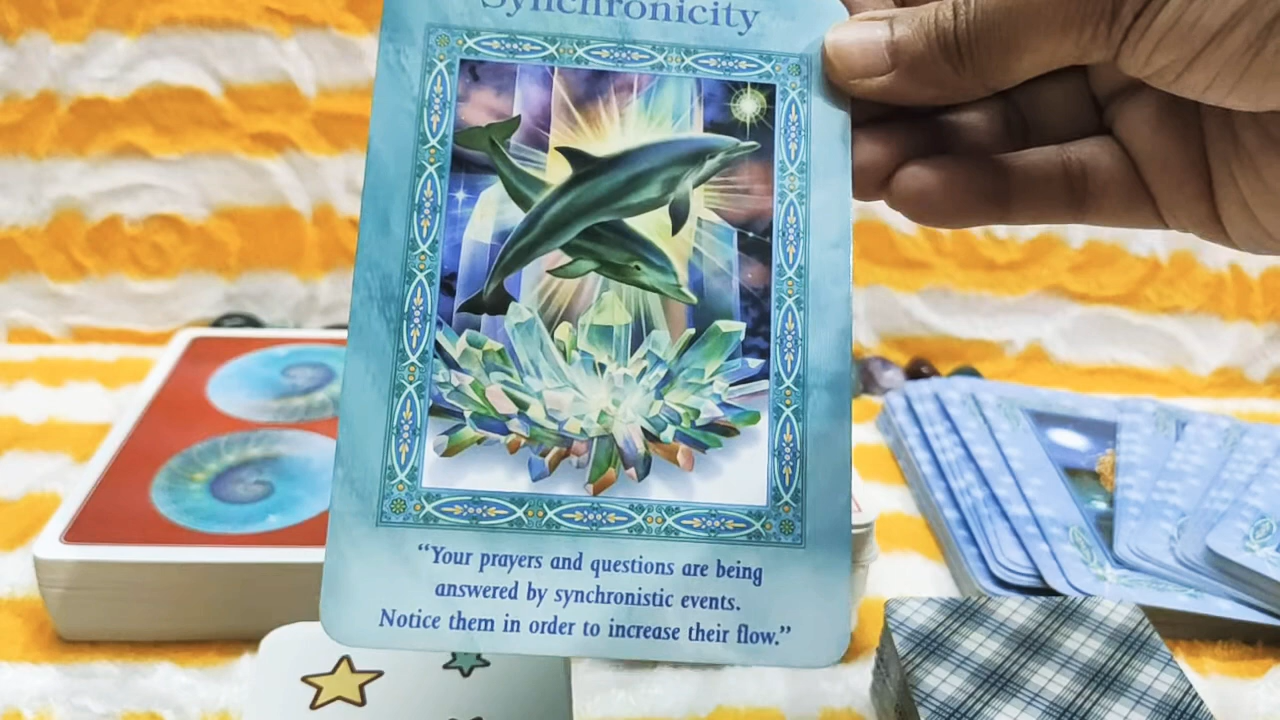 Synchronicity
“Your prayers and questions are being
answered by synchronistic events.
Notice them in order to increase their flow.”